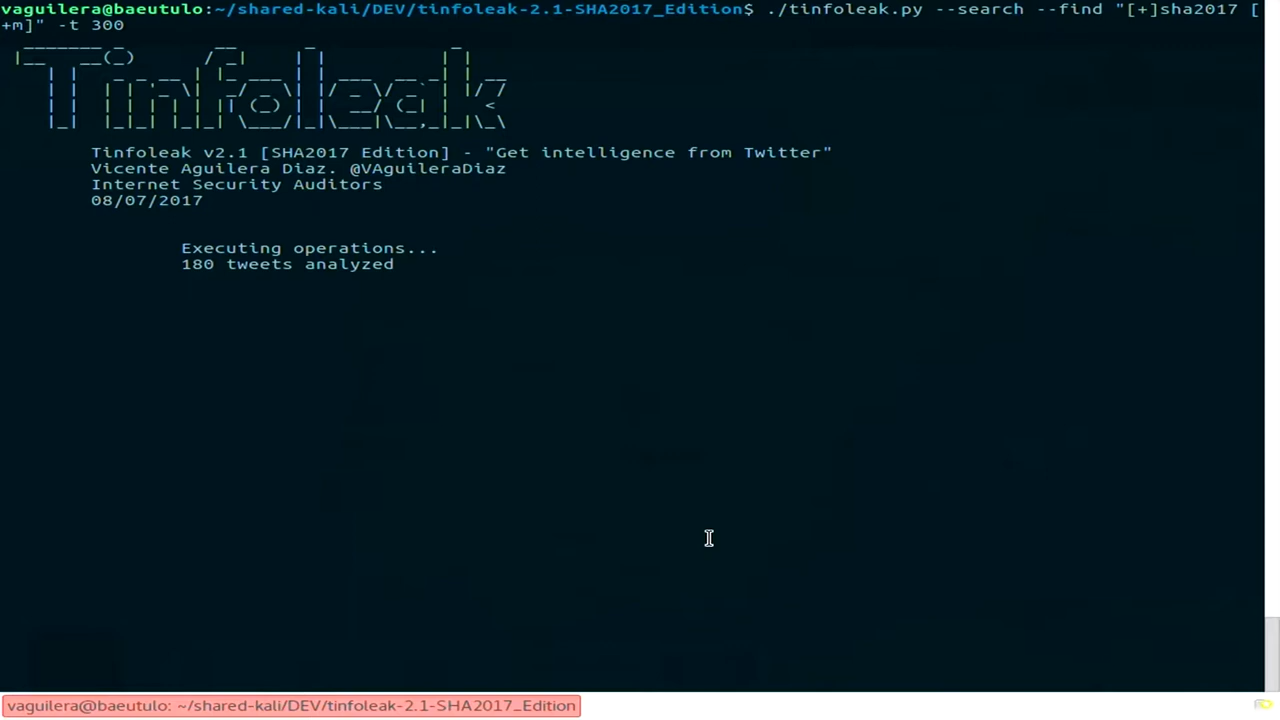 vaguilera@baeutulo:~/shared-kali/DEV/tinfoleak-2.1-SHA2017_Edition$ ./tinfoleak.py --search --find "[+]sha2017 [
+m]" -t 300
Tinfoleak
Tinfoleak v2.1 [SHA2017 Edition] - "Get intelligence from Twitter"
Vicente Aguilera Diaz. @VAguileraDiaz
Internet Security Auditors
08/07/2017
Executing operations...
180 tweets analyzed
vaguilera@baeutulo: ~/shared-kali/DEV/tinfoleak-2.1-SHA2017_Edition